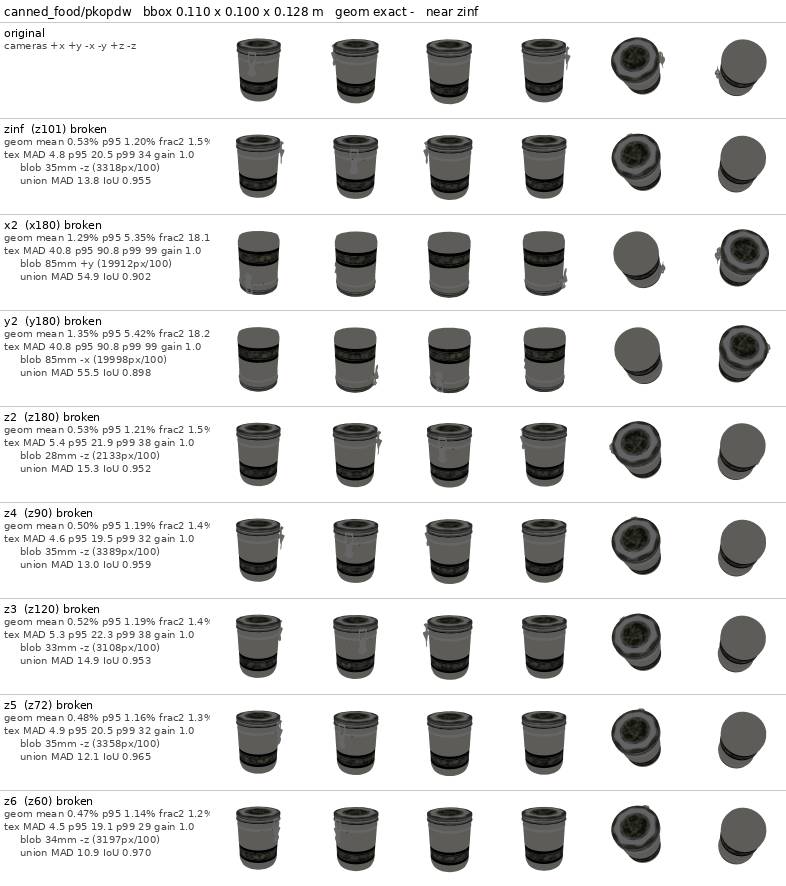 canned_food/pkopdw   bbox 0.110 x 0.100 x 0.128 m   geom exact -   near zinf
original
cameras +x +y -x -y +z -z
zinf  (z101) broken
geom mean 0.53% p95 1.20% frac2 1.5%
tex MAD 4.8 p95 20.5 p99 34 gain 1.0
blob 35mm -z (3318px/100)
union MAD 13.8 IoU 0.955
x2  (x180) broken
geom mean 1.29% p95 5.35% frac2 18.1
tex MAD 40.8 p95 90.8 p99 99 gain 1.0
blob 85mm +y (19912px/100)
union MAD 54.9 IoU 0.902
y2  (y180) broken
geom mean 1.35% p95 5.42% frac2 18.2
tex MAD 40.8 p95 90.8 p99 99 gain 1.0
blob 85mm -x (19998px/100)
union MAD 55.5 IoU 0.898
z2  (z180) broken
geom mean 0.53% p95 1.21% frac2 1.5%
tex MAD 5.4 p95 21.9 p99 38 gain 1.0
blob 28mm -z (2133px/100)
union MAD 15.3 IoU 0.952
z4  (z90) broken
geom mean 0.50% p95 1.19% frac2 1.4%
tex MAD 4.6 p95 19.5 p99 32 gain 1.0
blob 35mm -z (3389px/100)
union MAD 13.0 IoU 0.959
z3  (z120) broken
geom mean 0.52% p95 1.19% frac2 1.4%
tex MAD 5.3 p95 22.3 p99 38 gain 1.0
blob 33mm -z (3108px/100)
union MAD 14.9 IoU 0.953
z5  (z72) broken
geom mean 0.48% p95 1.16% frac2 1.3%
tex MAD 4.9 p95 20.5 p99 32 gain 1.0
blob 35mm -z (3358px/100)
union MAD 12.1 IoU 0.965
z6  (z60) broken
geom mean 0.47% p95 1.14% frac2 1.2%
tex MAD 4.5 p95 19.1 p99 29 gain 1.0
blob 34mm -z (3197px/100)
union MAD 10.9 IoU 0.970